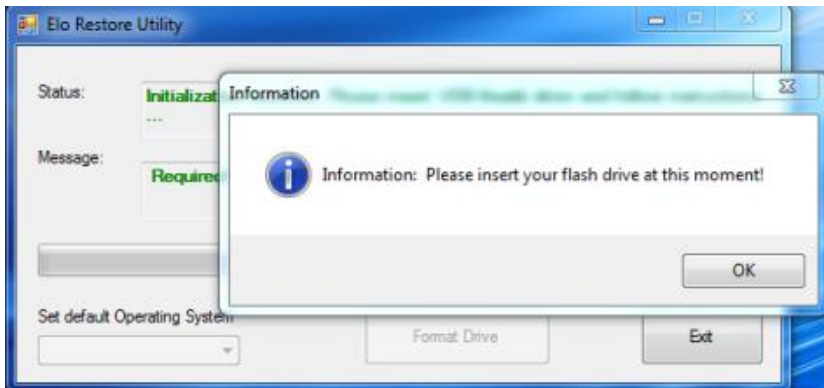 Elo Restore Utility
Status:
Initializat
---
Message:
Required
Information
Information: Please insert your flash drive at this moment!
OK
Set default Operating System
Format Drive
Exit